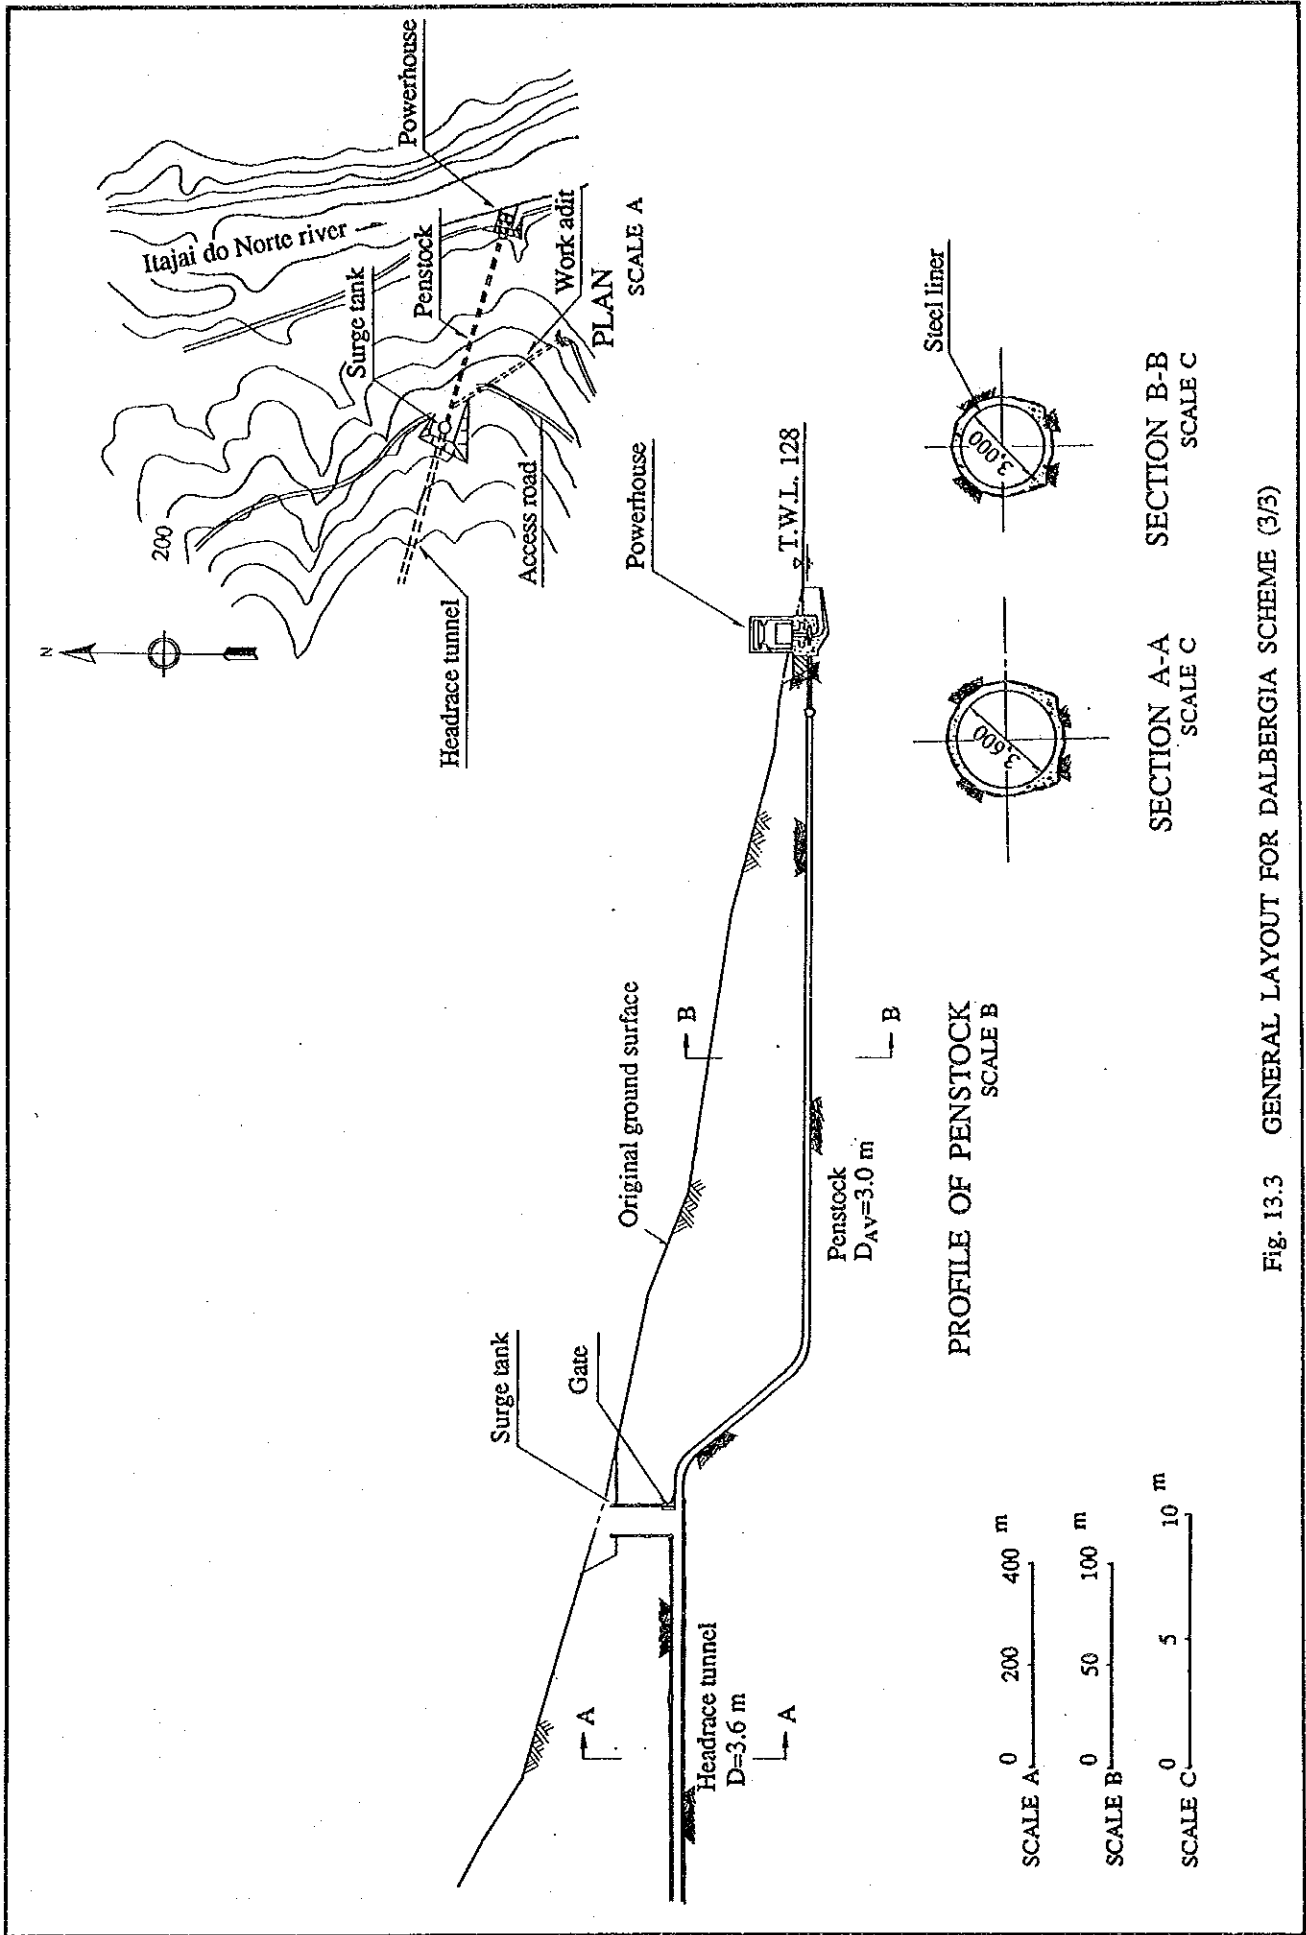 N
200
Itajai do Norte river
Powerhouse
Surge tank
Penstock
Work adit
PLAN
SCALE A
Access road
Headrace tunnel
Powerhouse
T.W.L. 128
Original ground surface
Surge tank
Gate
B
B
A
A
Penstock
DAV=3.0 m
Headrace tunnel
D=3.6 m
PROFILE OF PENSTOCK
SCALE B
3,600
SECTION A-A
SCALE C
Steel liner
3,000
SECTION B-B
SCALE C
SCALE A 0 200 400 m
SCALE B 0 50 100 m
SCALE C 0 5 10 m
Fig. 13.3 GENERAL LAYOUT FOR DALBERGIA SCHEME (3/3)